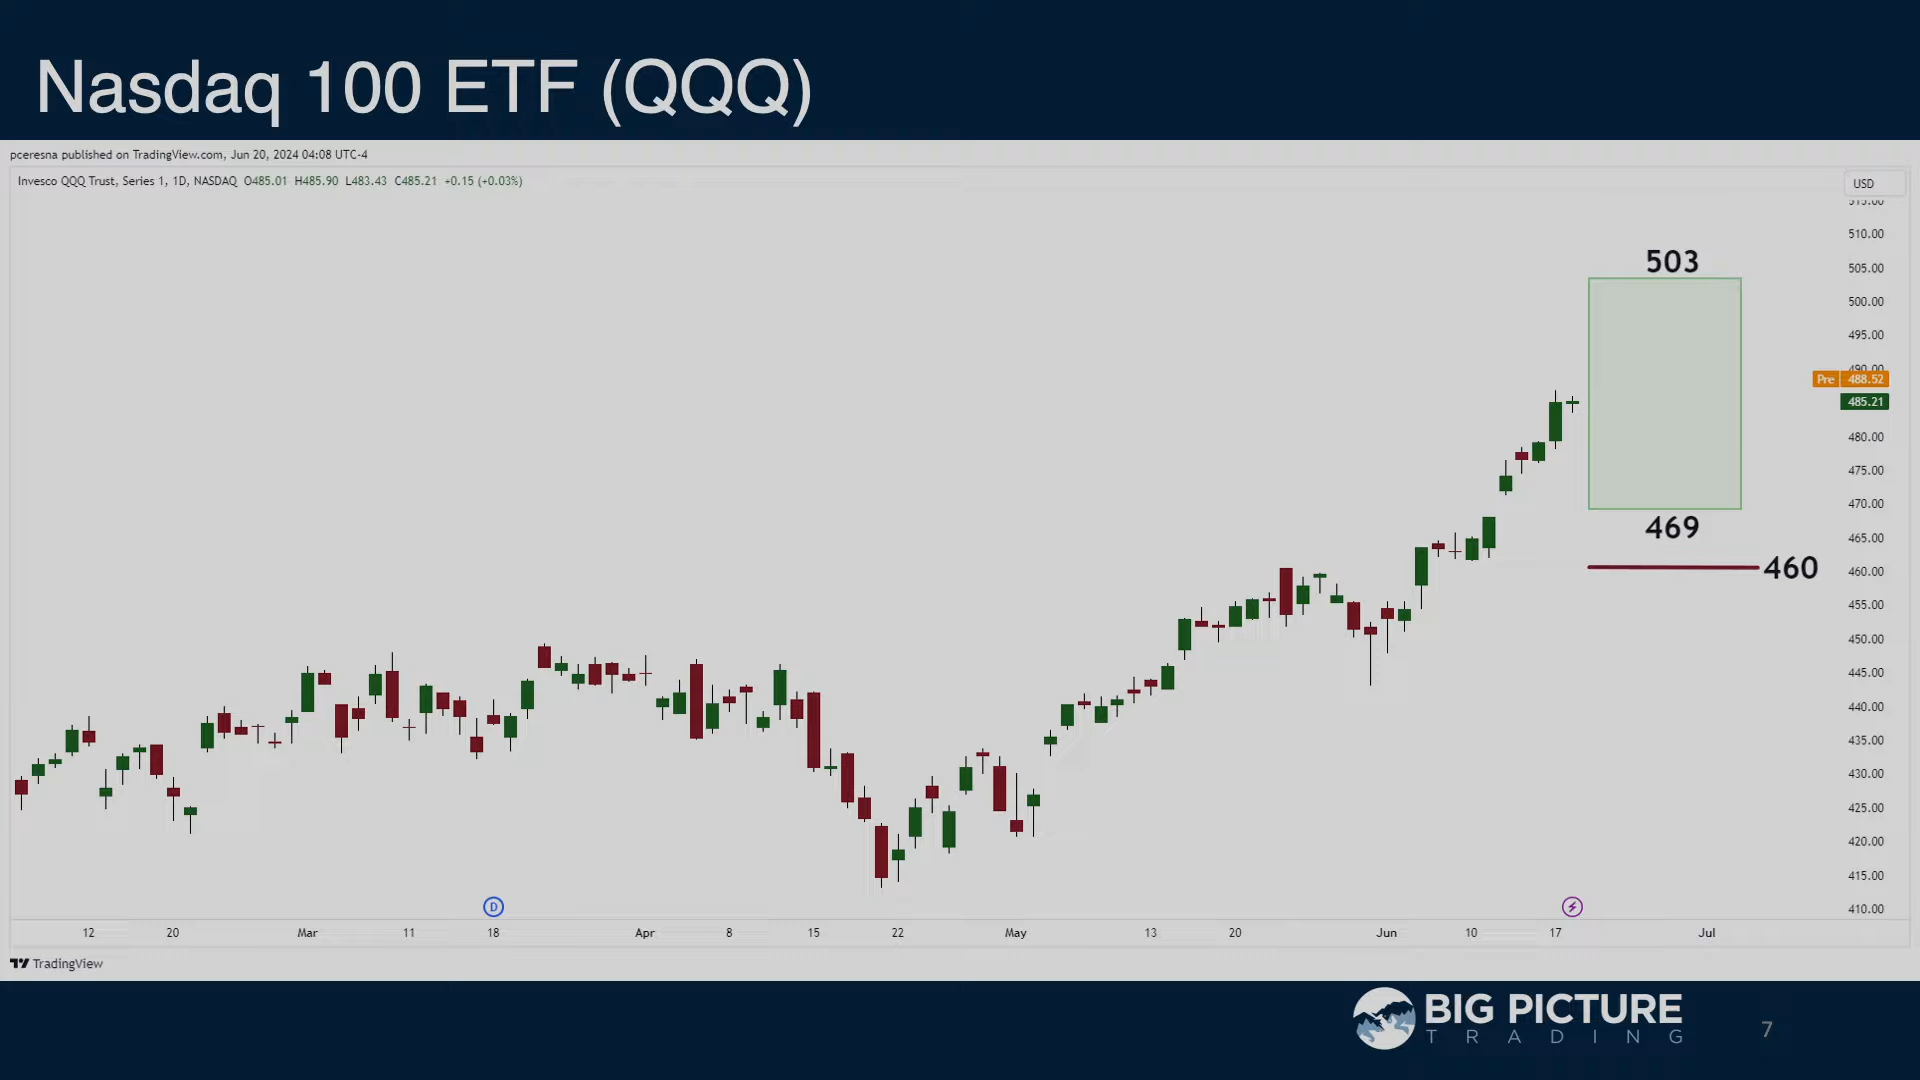 Nasdaq 100 ETF (QQQ)
pceresna published on TradingView.com, Jun 20, 2024 04:08 UTC-4
Invesco QQQ Trust, Series 1, 1D, NASDAQ O485.01 H485.90 L483.43 C485.21 +0.15 (+0.03%)
USD
515.00
510.00
505.00
500.00
495.00
490.00
Pre 488.52
485.21
480.00
475.00
470.00
465.00
460.00
455.00
450.00
445.00
440.00
435.00
430.00
425.00
420.00
415.00
410.00
503
469
460
D
12 20 Mar 11 18 Apr 8 15 22 May 13 20 Jun 10 17 Jul
TradingView
BIG PICTURE
TRADING
7